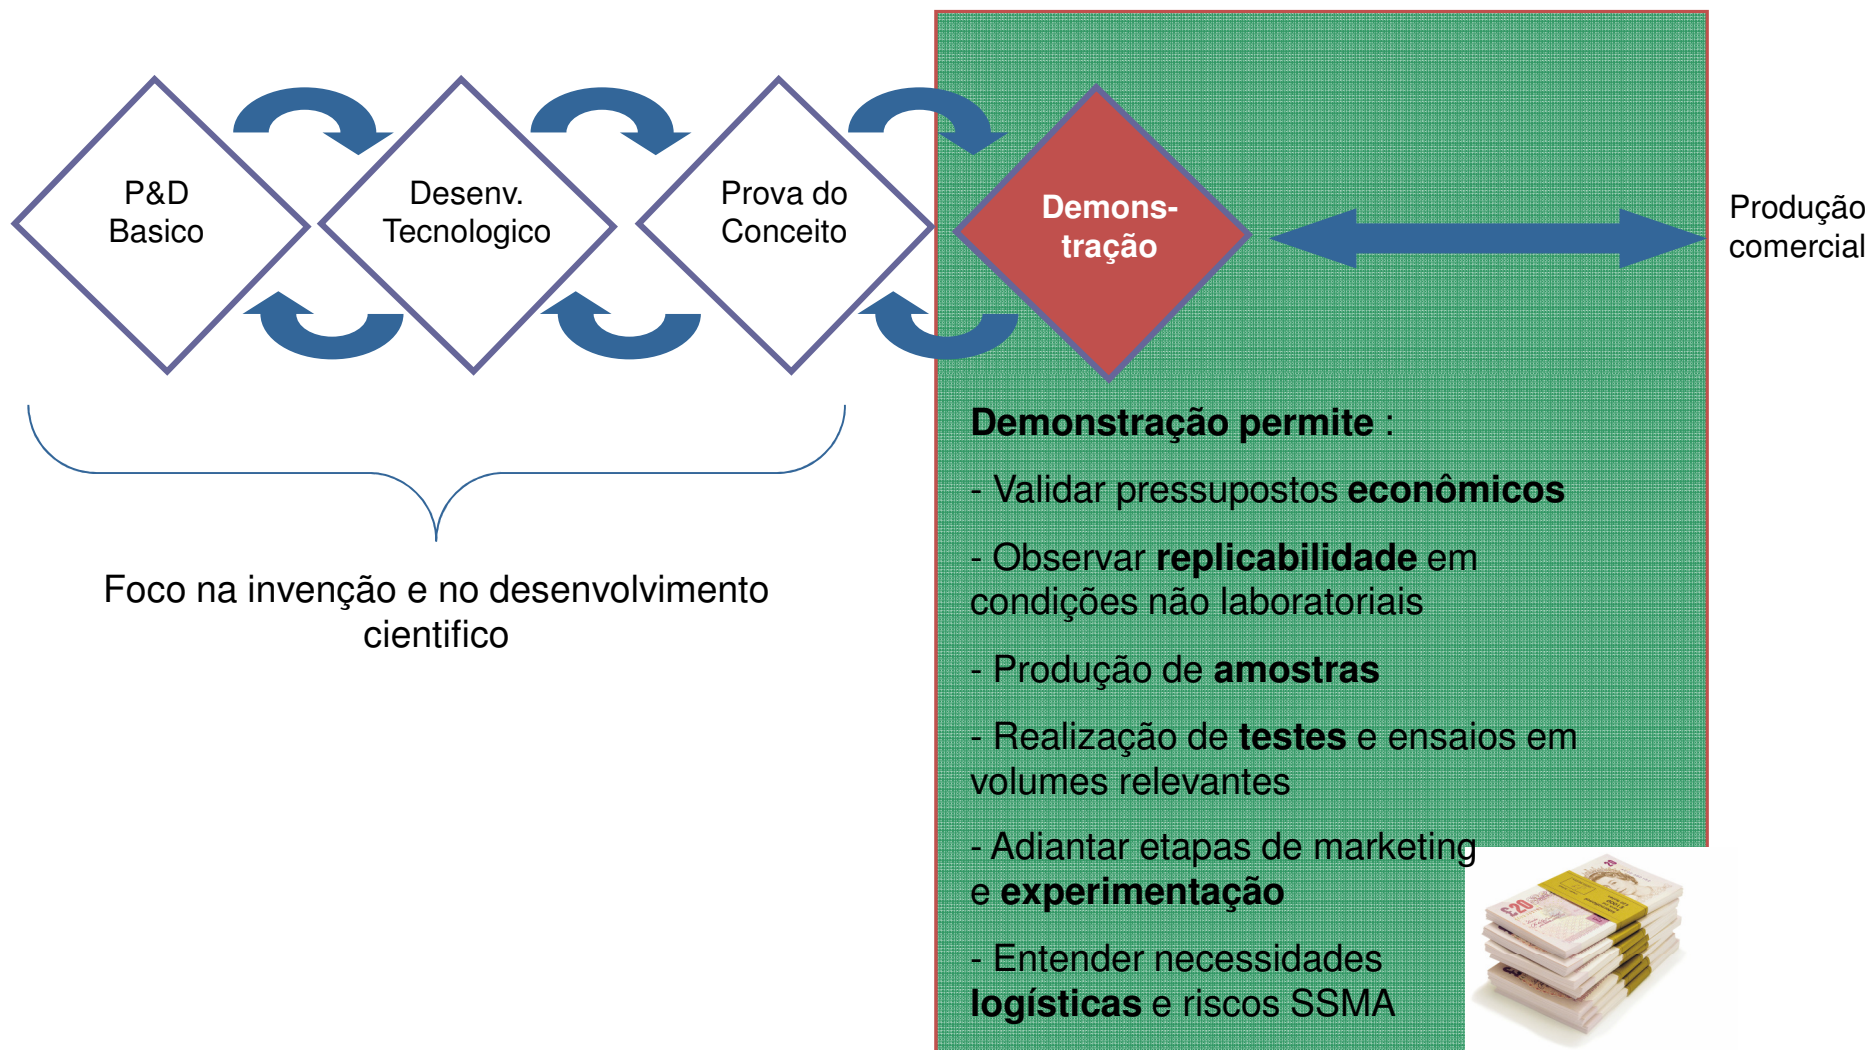 P&D
Basico
Desenv.
Tecnologico
Prova do
Conceito
Demons-
tração
Produção
comercial
Foco na invenção e no desenvolvimento
cientifico
Demonstração permite :
- Validar pressupostos econômicos
- Observar replicabilidade em
condições não laboratoriais
- Produção de amostras
- Realização de testes e ensaios em
volumes relevantes
- Adiantar etapas de marketing
e experimentação
- Entender necessidades
logísticas e riscos SSMA
£20
20